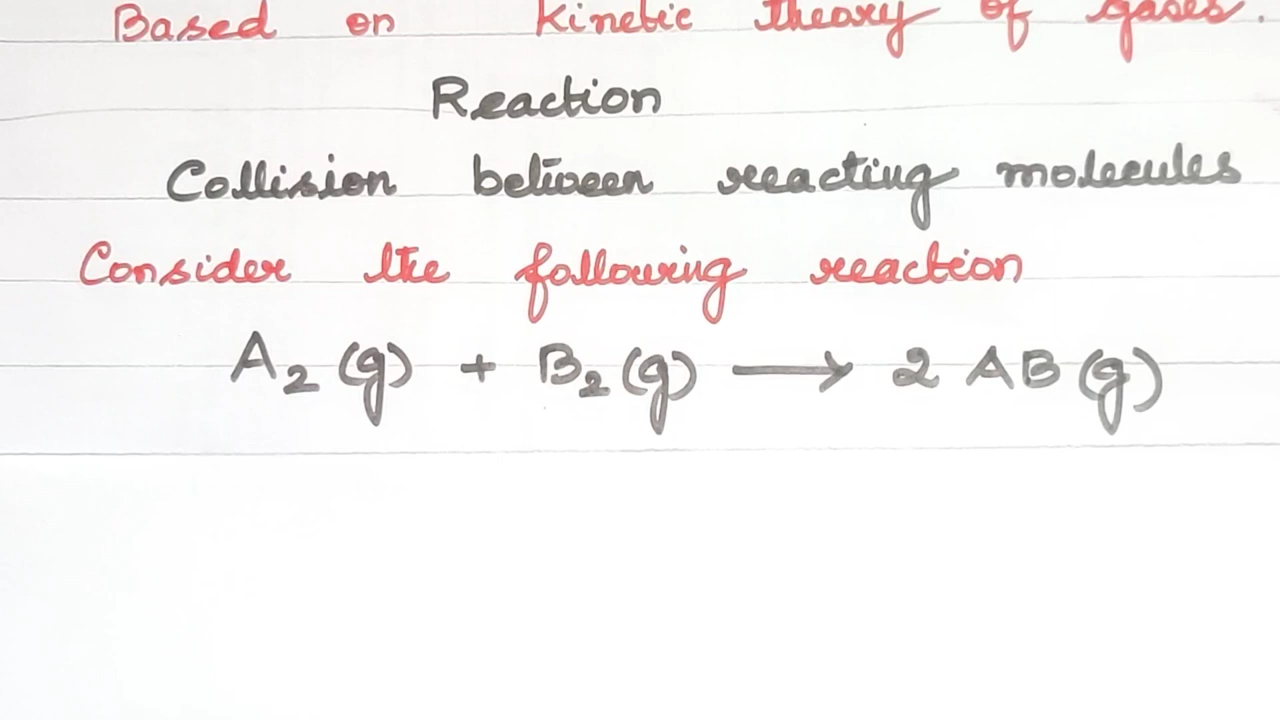 Based on Kinetic Theory of gases.
Reaction
Collision between reacting molecules
Consider the following reaction
A₂ (g) + B₂ (g) ⟶ 2 AB (g)